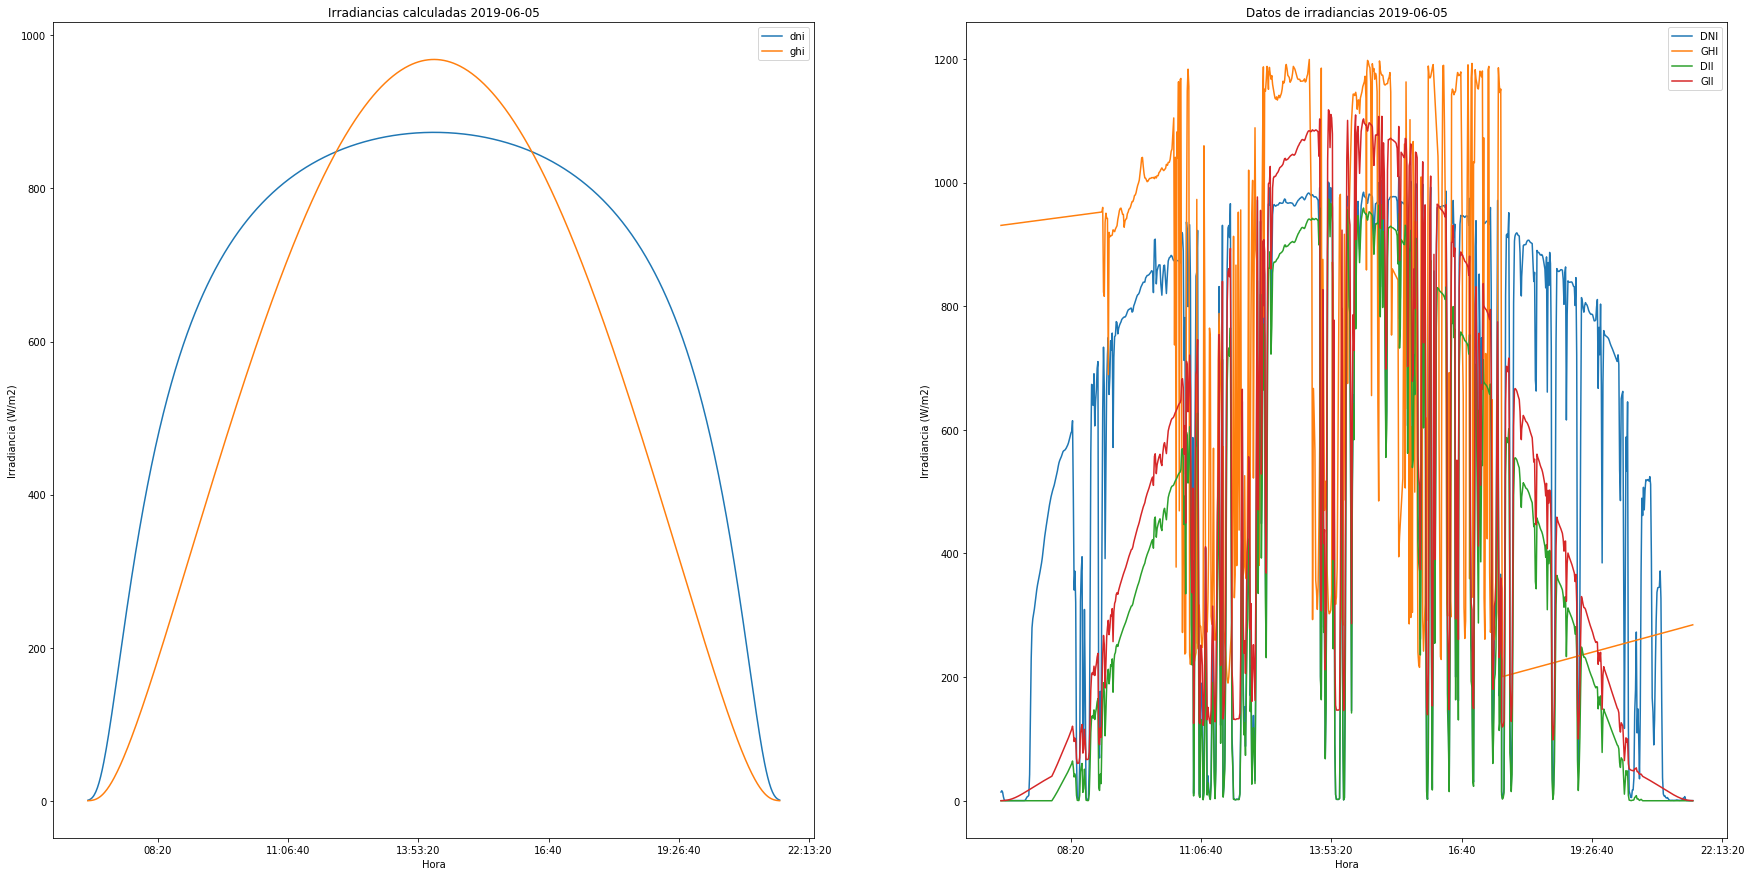 Irradiancias calculadas 2019-06-05
dni
ghi
1000
800
600
400
200
0
Irradiancia (W/m2)
08:20
11:06:40
13:53:20
16:40
19:26:40
22:13:20
Hora
Datos de irradiancias 2019-06-05
DNI
GHI
DII
GII
1200
1000
800
600
400
200
0
Irradiancia (W/m2)
08:20
11:06:40
13:53:20
16:40
19:26:40
22:13:20
Hora